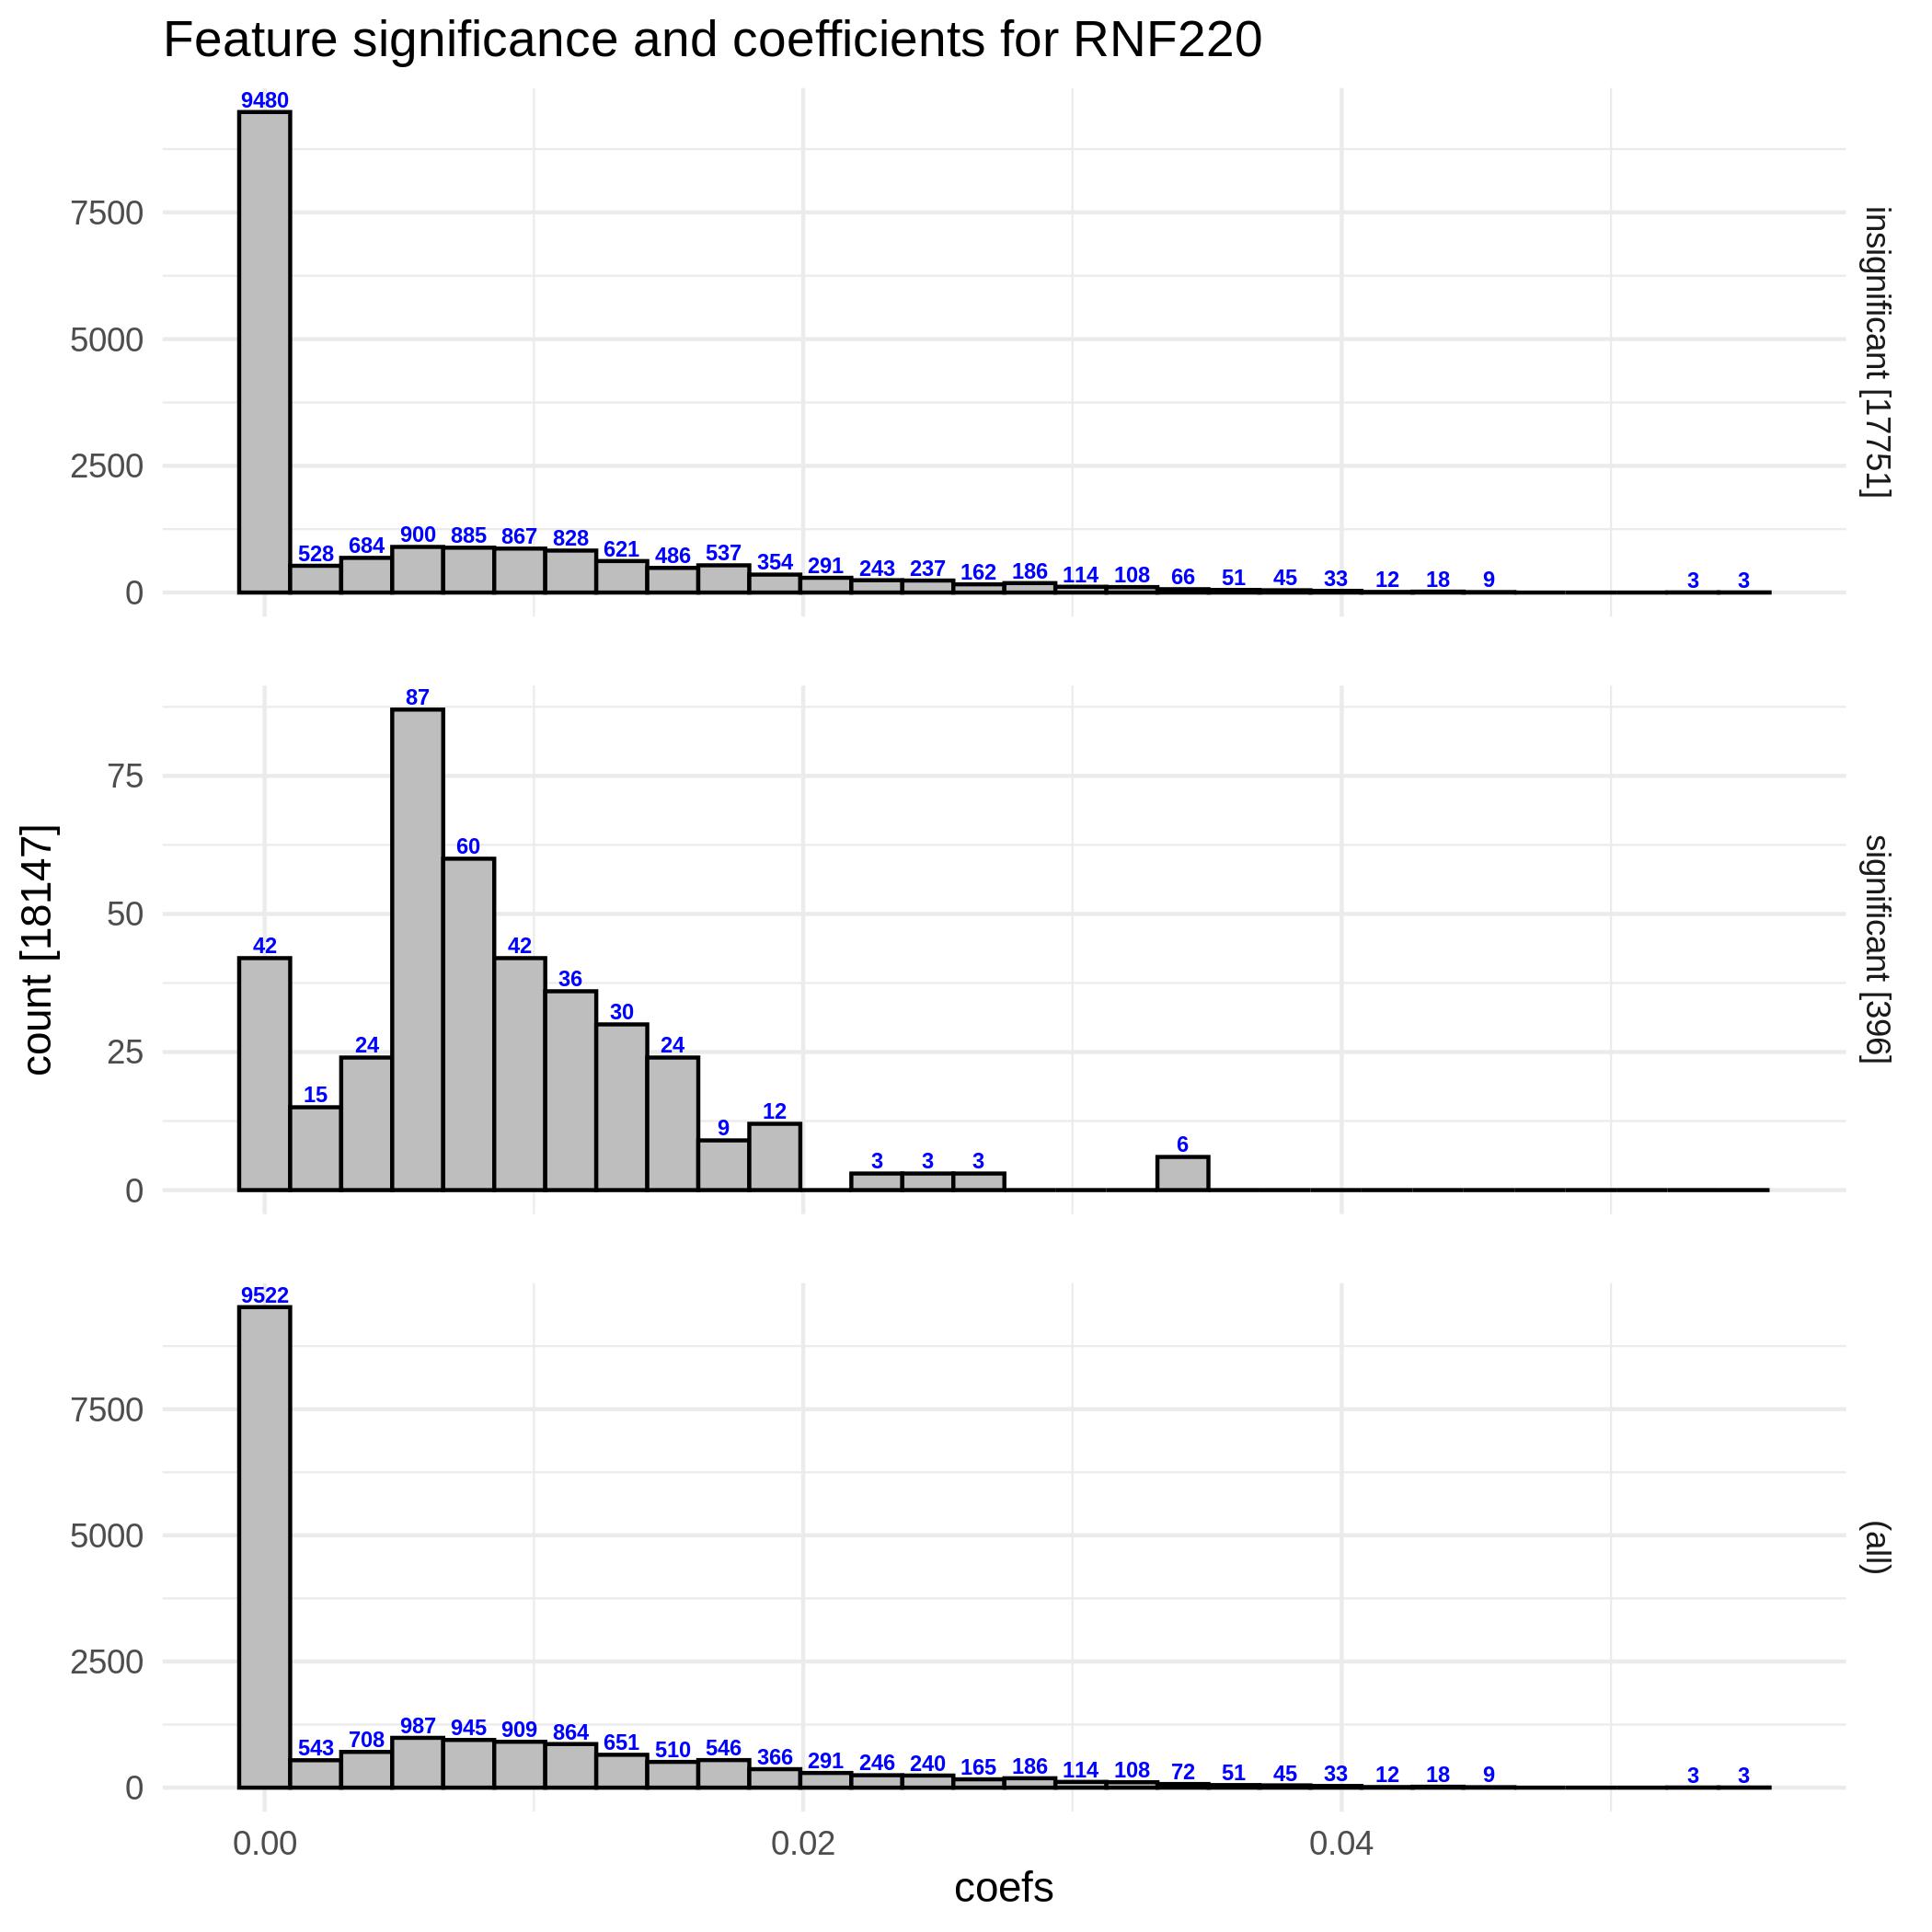 Feature significance and coefficients for RNF220
9480
528 684 900 885 867 828 621 486 537 354 291 243 237 162 186 114 108 66 51 45 33 12 18 9 3 3
7500
5000
2500
0
insignificant [17751]
87
60
42
42
36
30
24
24
15
12
9
6
3 3 3
75
50
25
0
significant [396]
count [18147]
9522
543 708 987 945 909 864 651 510 546 366 291 246 240 165 186 114 108 72 51 45 33 12 18 9 3 3
7500
5000
2500
0
(all)
0.00 0.02 0.04
coefs